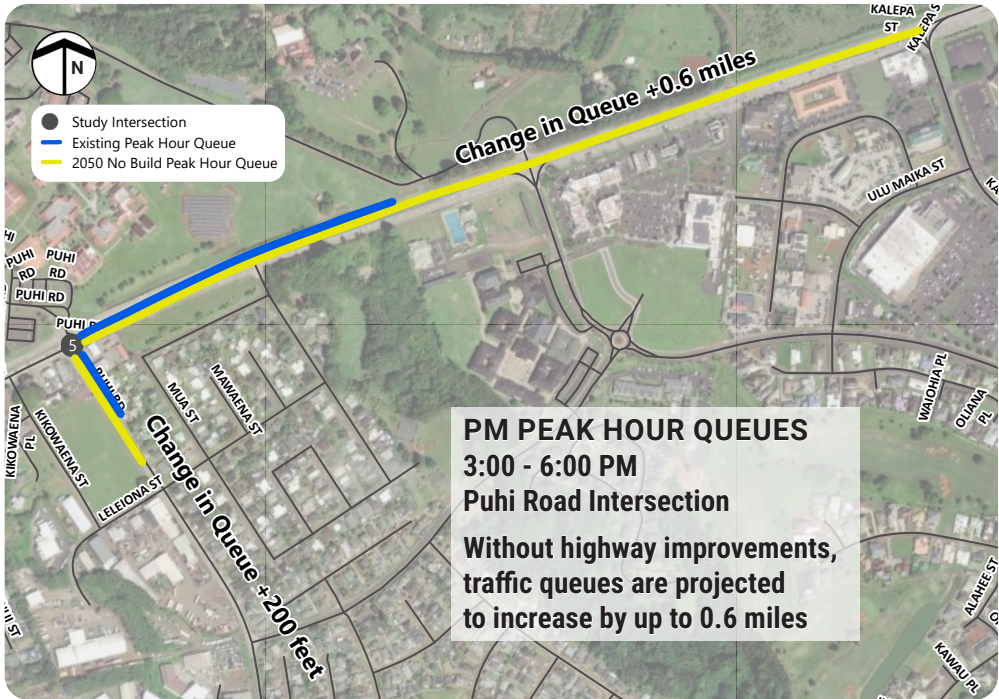 KALEPA
ST
KALEPA S
N
Study Intersection
Existing Peak Hour Queue
2050 No Build Peak Hour Queue
Change in Queue +0.6 miles
ULU MAIKA ST
KA
HI
PUHI
RD
PUHI
RD
PUHI RD
PUHI R
5
PUHI RD
MUA ST
MAWAENA ST
KIKOWAENA
PL
KIKOWAENA ST
LELEIONA ST
Change in Queue +200 feet
WAIOHIA PL
OLIANA
PL
PM PEAK HOUR QUEUES
3:00 - 6:00 PM
Puhi Road Intersection
Without highway improvements,
traffic queues are projected
to increase by up to 0.6 miles
ALAHEE ST
KAWAU PL